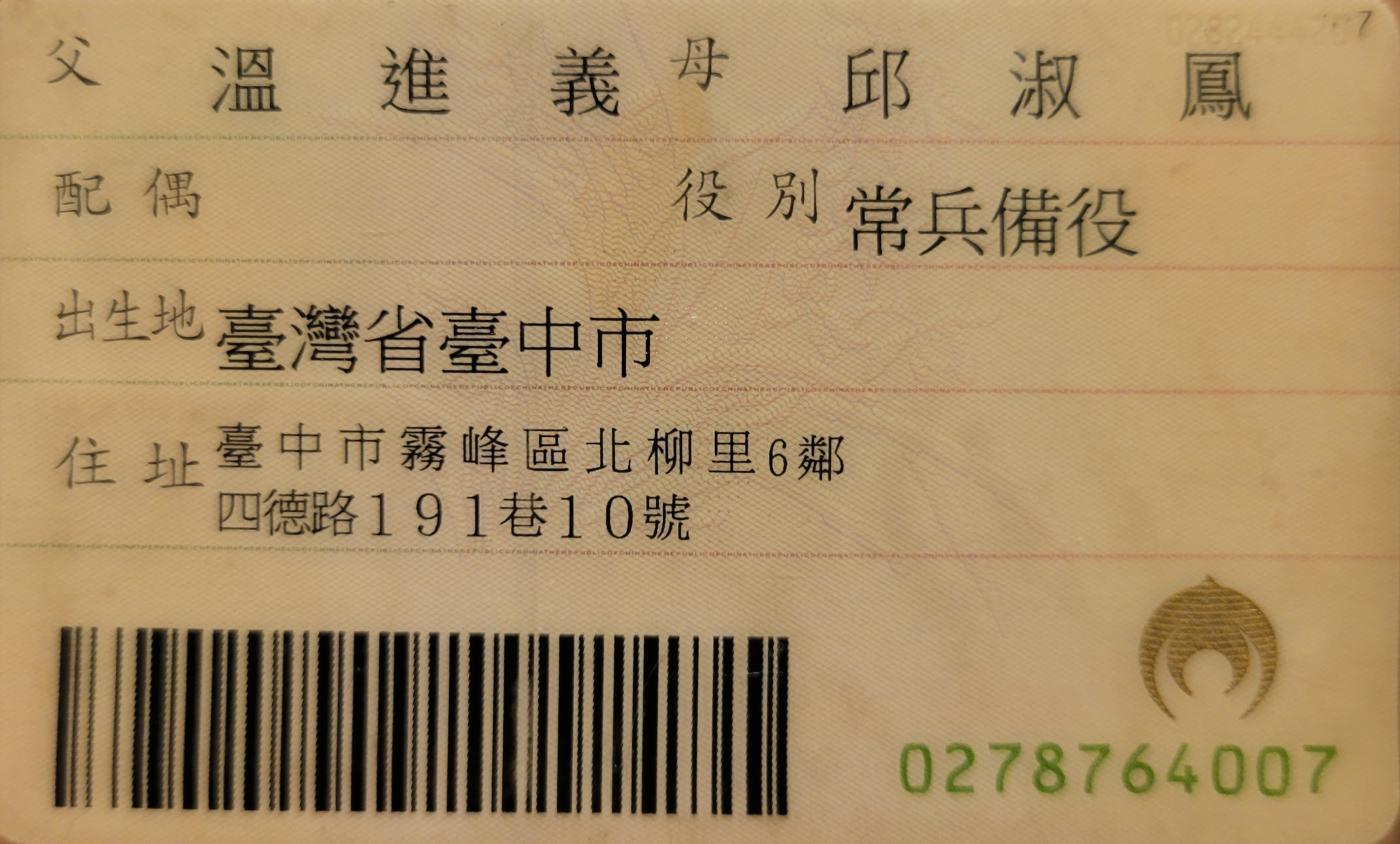 父 溫進義 母 邱淑鳳
配偶 役別 常兵備役
出生地 臺灣省臺中市
住址 臺中市霧峰區北柳里6鄰
四德路191巷10號
0278764007